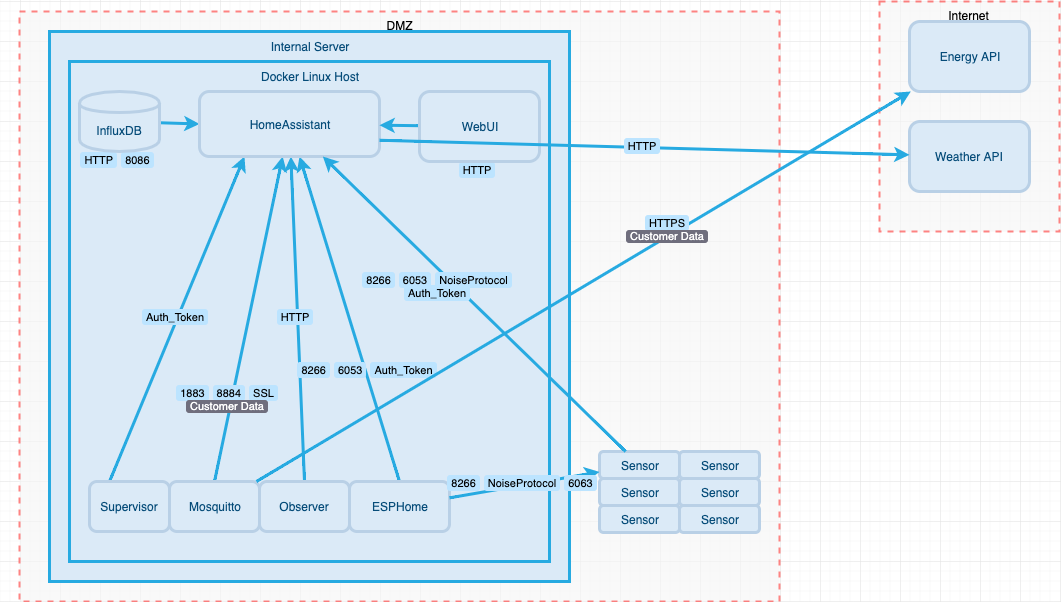 DMZ
Internet
Internal Server
Docker Linux Host
Energy API
InfluxDB
HomeAssistant
WebUI
HTTP 8086
HTTP
HTTP
Weather API
HTTPS
Customer Data
8266 6053 NoiseProtocol
Auth_Token
Auth_Token
HTTP
8266 6053 Auth_Token
1883 8884 SSL
Customer Data
Sensor Sensor
8266 NoiseProtocol 6063
Sensor Sensor
Supervisor
Mosquitto
Observer
ESPHome
Sensor Sensor